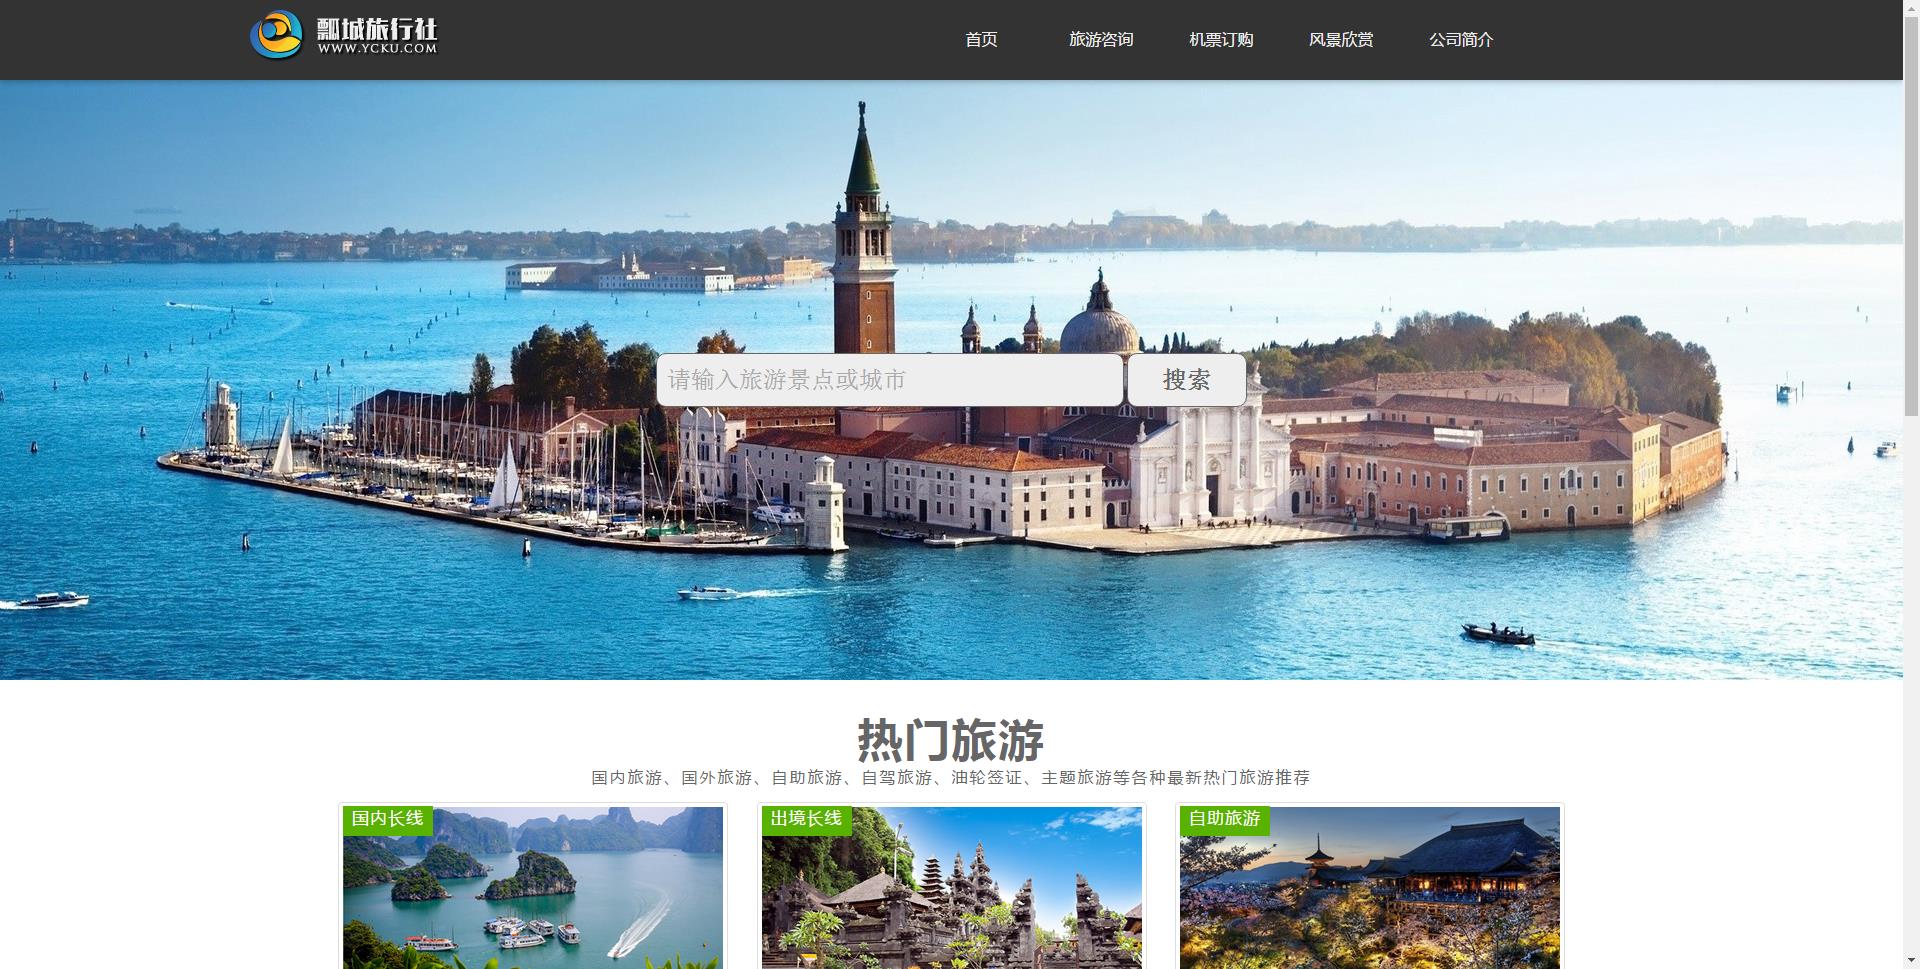 瓢城旅行社
WWW.YCKU.COM
首页 旅游咨询 机票订购 风景欣赏 公司简介
请输入旅游景点或城市 搜索
热门旅游
国内旅游、国外旅游、自助旅游、自驾旅游、油轮签证、主题旅游等各种最新热门旅游推荐
国内长线 出境长线 自助旅游